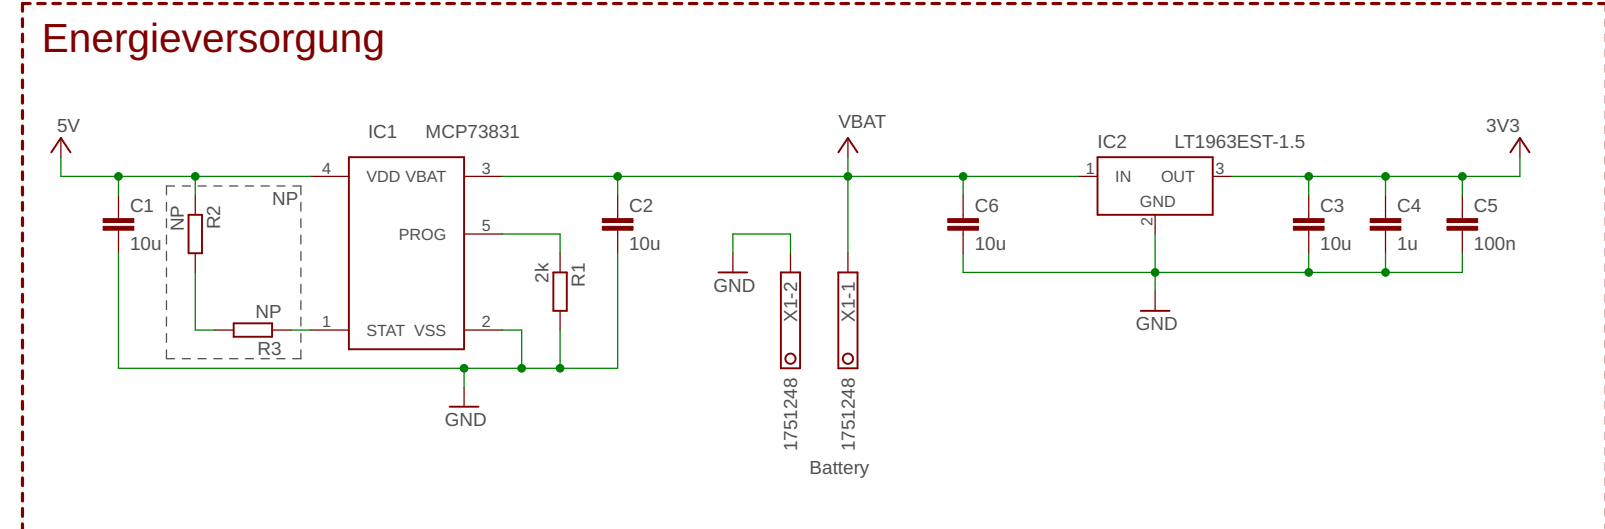 Energieversorgung
5V
IC1 MCP73831
VBAT
IC2 LT1963EST-1.5
3V3
4
VDD VBAT
3
1
IN OUT
3
GND
2
NP
NP
R2
C1
10u
PROG
5
2k
R1
C2
10u
C6
10u
C3
10u
C4
1u
C5
100n
GND
X1-2
X1-1
NP
R3
1
STAT VSS
2
GND
GND
1751248
1751248
Battery